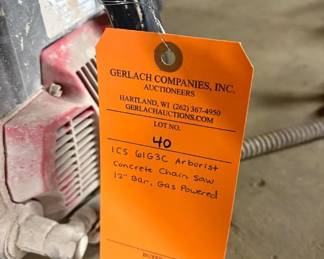 GERLACH COMPANIES, INC.
AUCTIONEERS
HARTLAND, WI (262) 367-4950
GERLACHAUCTIONS.COM
LOT NO.
40
ICS 61G3C Arborist
Concrete Chain Saw
12" Bar, Gas Powered